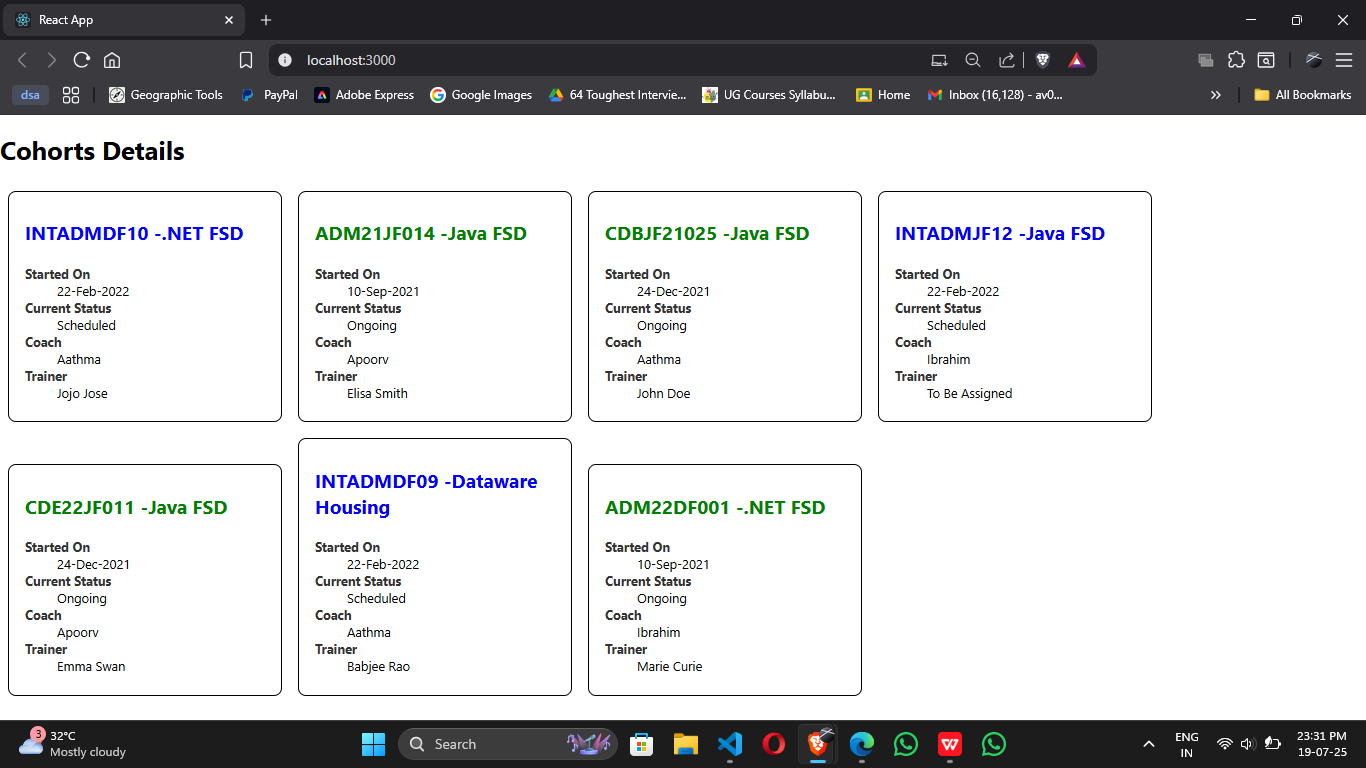 React App
localhost:3000
dsa
Geographic Tools
PayPal
Adobe Express
Google Images
64 Toughest Intervie...
UG Courses Syllabu...
Home
Inbox (16,128) - av0...
All Bookmarks
Cohorts Details
INTADMDF10 -.NET FSD
Started On
22-Feb-2022
Current Status
Scheduled
Coach
Aathma
Trainer
Jojo Jose
ADM21JF014 -Java FSD
Started On
10-Sep-2021
Current Status
Ongoing
Coach
Apoorv
Trainer
Elisa Smith
CDBJF21025 -Java FSD
Started On
24-Dec-2021
Current Status
Ongoing
Coach
Aathma
Trainer
John Doe
INTADMJF12 -Java FSD
Started On
22-Feb-2022
Current Status
Scheduled
Coach
Ibrahim
Trainer
To Be Assigned
CDE22JF011 -Java FSD
Started On
24-Dec-2021
Current Status
Ongoing
Coach
Apoorv
Trainer
Emma Swan
INTADMDF09 -Dataware
Housing
Started On
22-Feb-2022
Current Status
Scheduled
Coach
Aathma
Trainer
Babjee Rao
ADM22DF001 -.NET FSD
Started On
10-Sep-2021
Current Status
Ongoing
Coach
Ibrahim
Trainer
Marie Curie
3
32°C
Mostly cloudy
Search
ENG
IN
23:31 PM
19-07-25